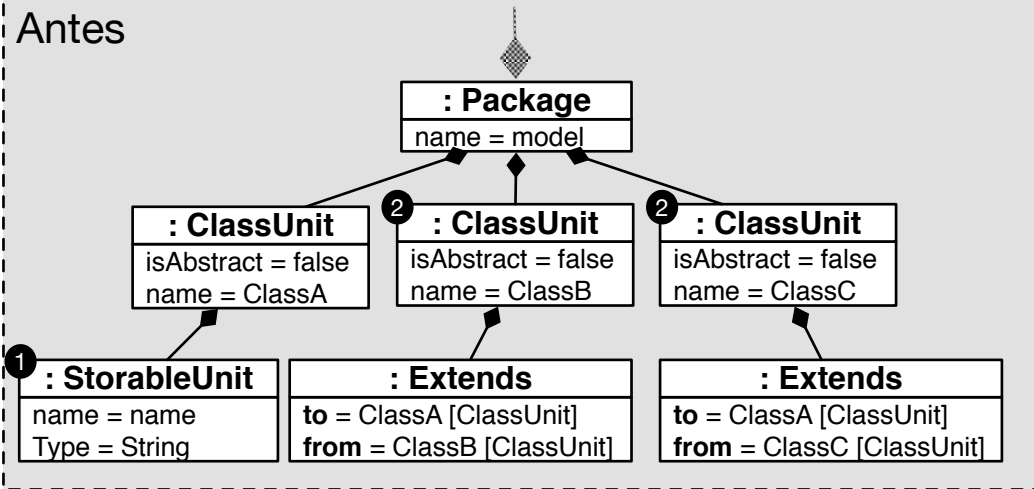 Antes
: Package
name = model
2
2
: ClassUnit
: ClassUnit
: ClassUnit
isAbstract = false
isAbstract = false
isAbstract = false
name = ClassA
name = ClassB
name = ClassC
1
: StorableUnit
: Extends
: Extends
name = name
to = ClassA [ClassUnit]
to = ClassA [ClassUnit]
Type = String
from = ClassB [ClassUnit]
from = ClassC [ClassUnit]